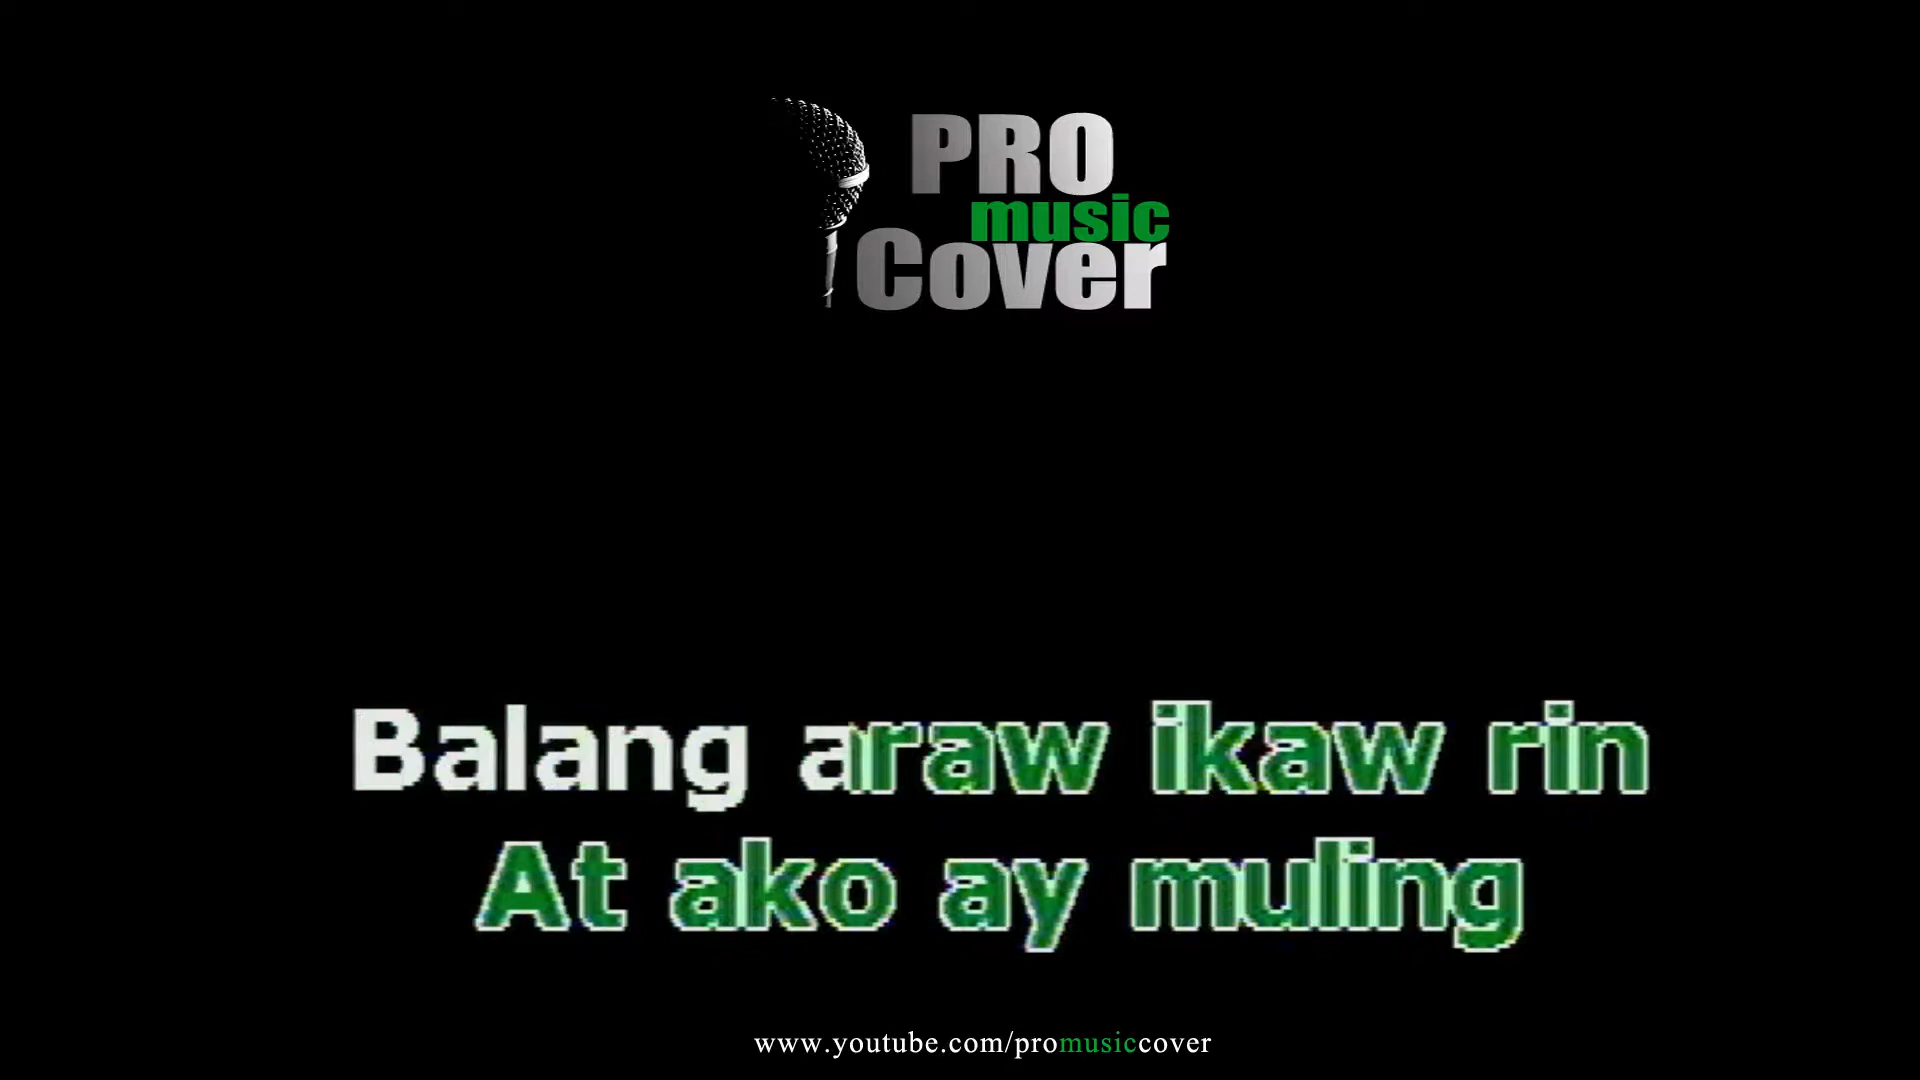 PRO
music
Cover
Balang araw ikaw rin
At ako ay muling
www.youtube.com/promusiccover